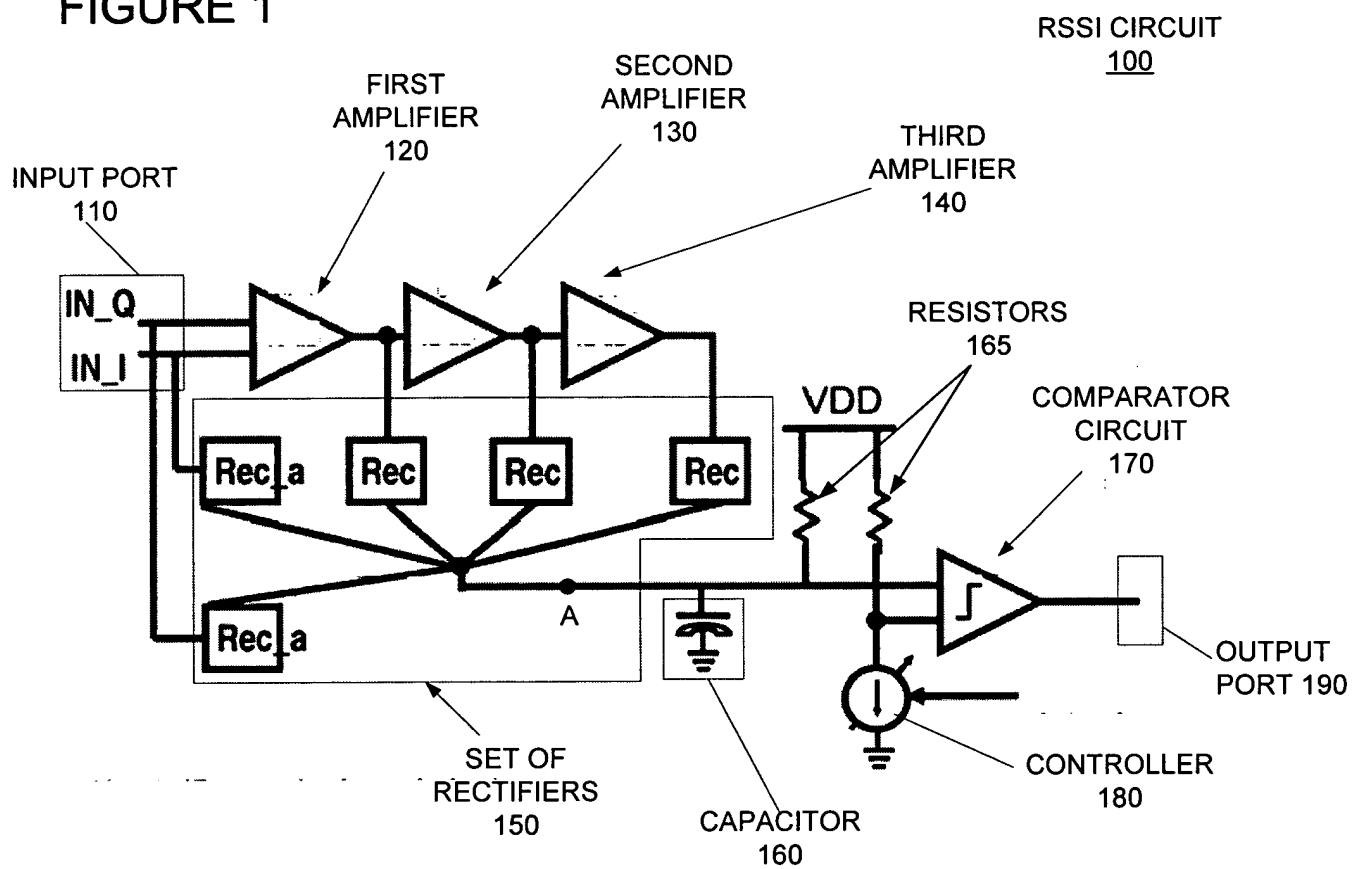 FIGURE 1
RSSI CIRCUIT
100
FIRST
AMPLIFIER
120
SECOND
AMPLIFIER
130
THIRD
AMPLIFIER
140
INPUT PORT
110
IN_Q
IN_I
RESISTORS
165
VDD
COMPARATOR
CIRCUIT
170
Rec_a
Rec
Rec
Rec
A
Rec_a
OUTPUT
PORT 190
SET OF
RECTIFIERS
150
CAPACITOR
160
CONTROLLER
180